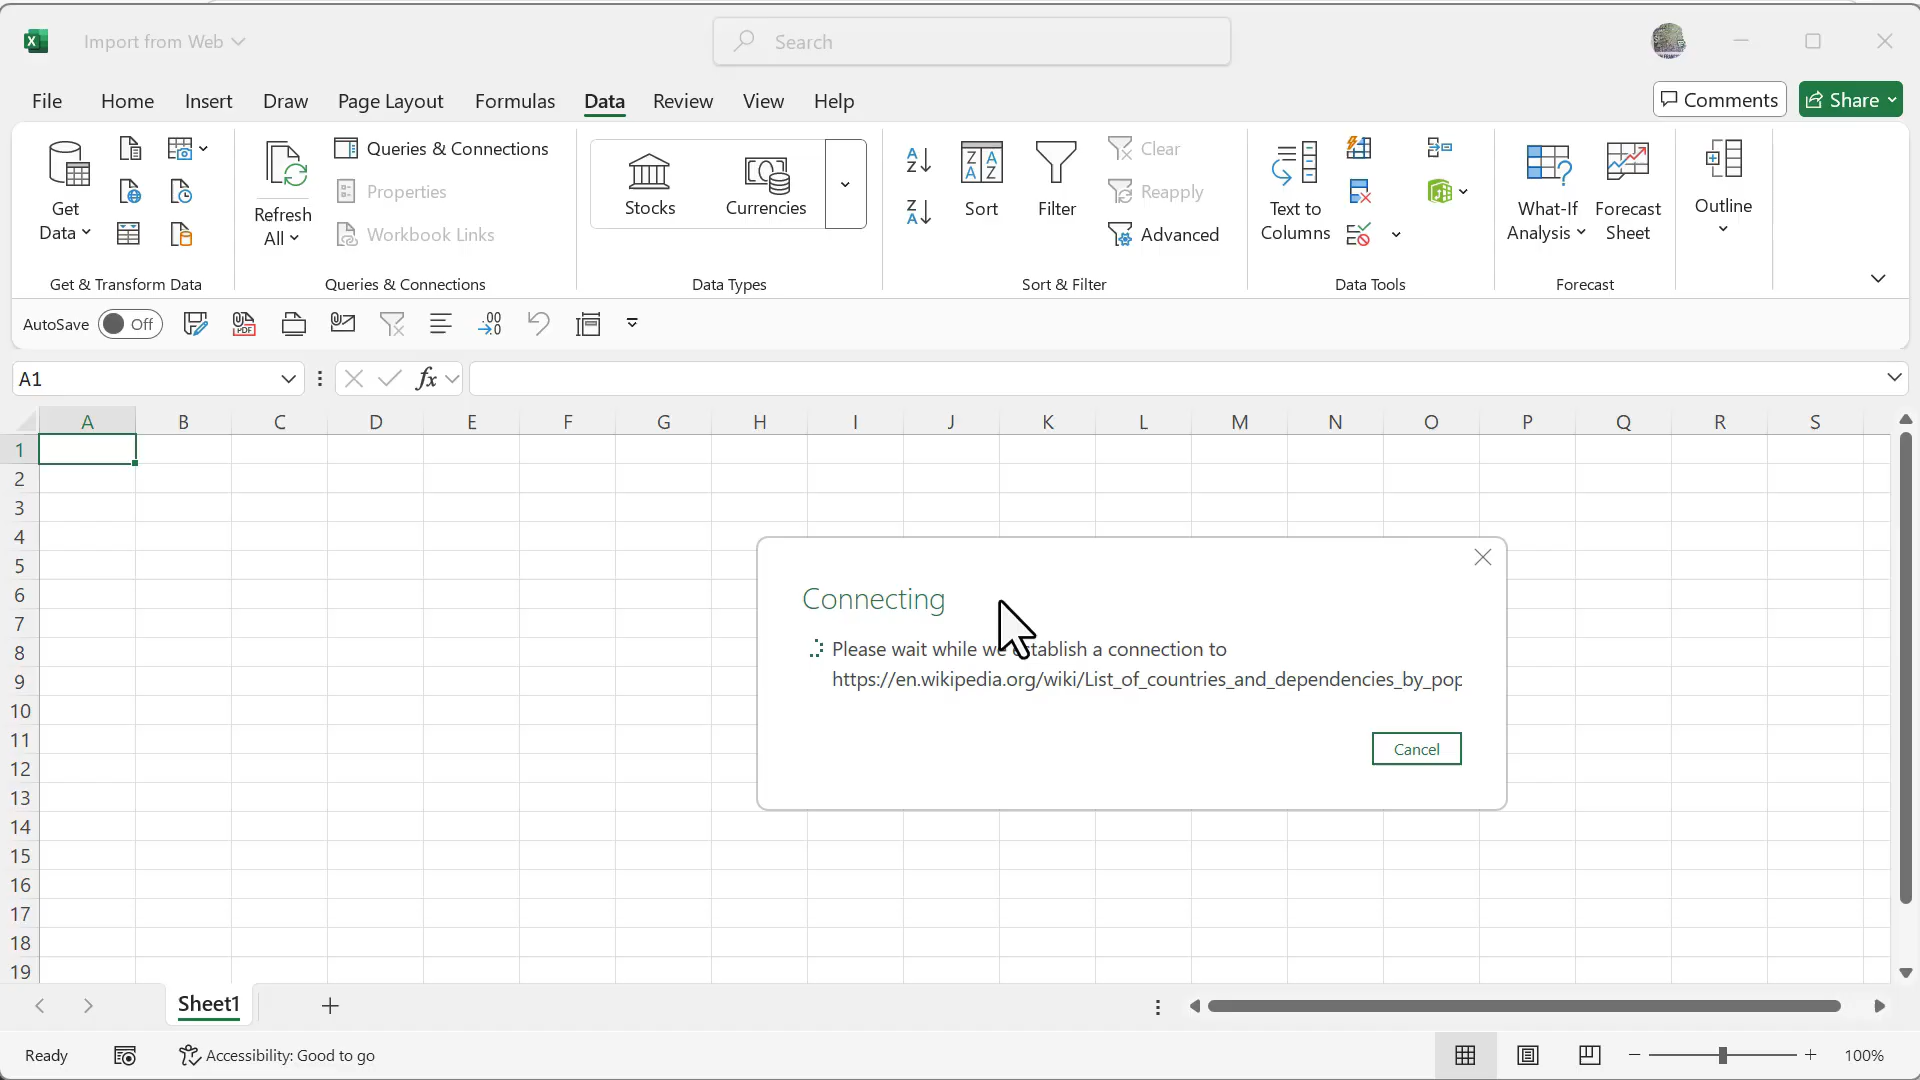 Import from Web
Search
File Home Insert Draw Page Layout Formulas Data Review View Help
Comments Share
Get Data
Refresh All
Queries & Connections
Properties
Workbook Links
Stocks
Currencies
A Z
Z A
Z A A Z
Sort
Filter
Clear
Reapply
Advanced
Text to Columns
What-If Analysis
Forecast Sheet
Outline
Get & Transform Data
Queries & Connections
Data Types
Sort & Filter
Data Tools
Forecast
AutoSave Off
PDF
.00 →.0
A1
fx
A B C D E F G H I J K L M N O P Q R S
1
2
3
4
5
6
7
8
9
10
11
12
13
14
15
16
17
18
19
Connecting
Please wait while we
a connection to
https://en.wikipedia.org/wiki/List_of_countries_and_dependencies_by_pop
Cancel
Sheet1
Ready
Accessibility: Good to go
100%